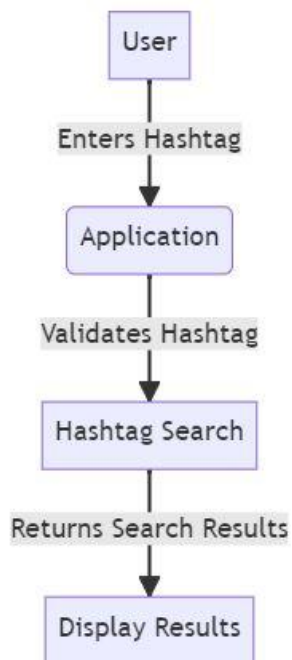 User
Enters Hashtag
Application
Validates Hashtag
Hashtag Search
Returns Search Results
Display Results